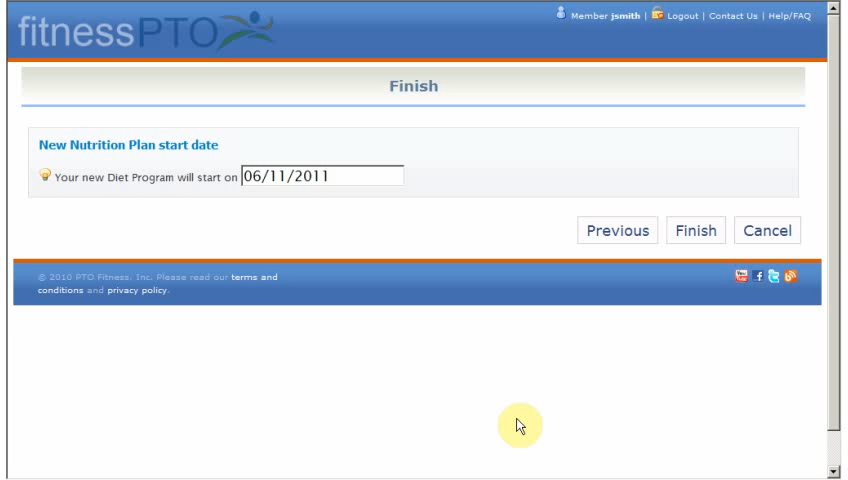 fitnessPTO
Member jsmith | Logout | Contact Us | Help/FAQ
Finish
New Nutrition Plan start date
Your new Diet Program will start on 06/11/2011
Previous Finish Cancel
© 2010 PTO Fitness, Inc. Please read our terms and
conditions and privacy policy.